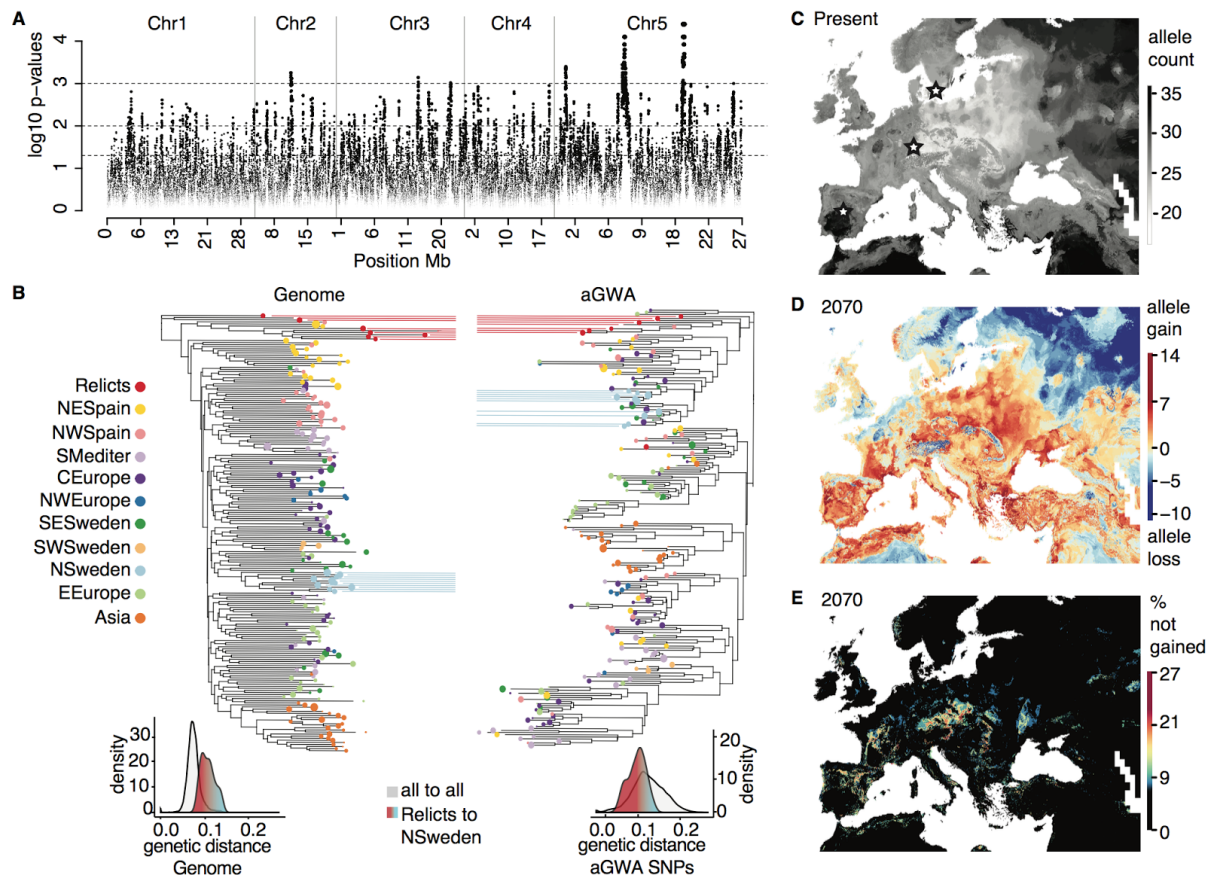 A
Chr1 Chr2 Chr3 Chr4 Chr5
log10 p-values
4
3
2
1
0
0 6 13 21 28 8 16 1 6 11 20 2 10 17 2 6 18 22 27
Position Mb
B
Genome
aGWA
Relicts
NESpain
NWSpain
SMediter
CEurope
NWEurope
SESweden
SWSweden
NSweden
EEurope
Asia
density
30
20
10
0
0.0 0.1 0.2
genetic distance
Genome
all to all
Relicts to
NSweden
20
10
0
density
0.0 0.1 0.2
genetic distance
aGWA SNPs
C Present
allele
count
35
30
25
20
D 2070
allele
gain
14
7
0
−5
−10
allele
loss
E 2070
%
not
gained
27
21
9
0